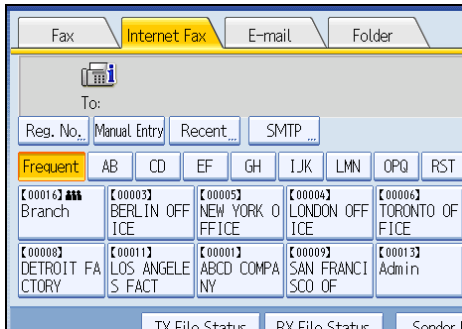 Fax Internet Fax E-mail Folder
To:
Reg. No. Manual Entry Recent SMTP
Frequent AB CD EF GH IJK LMN OPQ RST
【00016】 【00003】 【00005】 【00004】 【00006】
Branch BERLIN OFF NEW YORK O LONDON OFF TORONTO OF
ICE FFICE ICE FICE
【00008】 【00011】 【00001】 【00009】 【00013】
DETROIT FA LOS ANGELE ABCD COMPA SAN FRANCI Admin
CTORY S FACT NY SCO OF
TX File Status RX File Status Sender